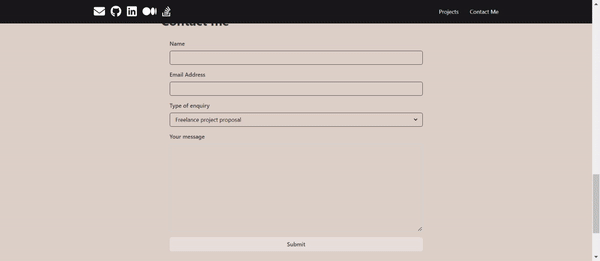 Projects Contact Me
Contact me
Name
Email Address
Type of enquiry
Freelance project proposal
Your message
Submit